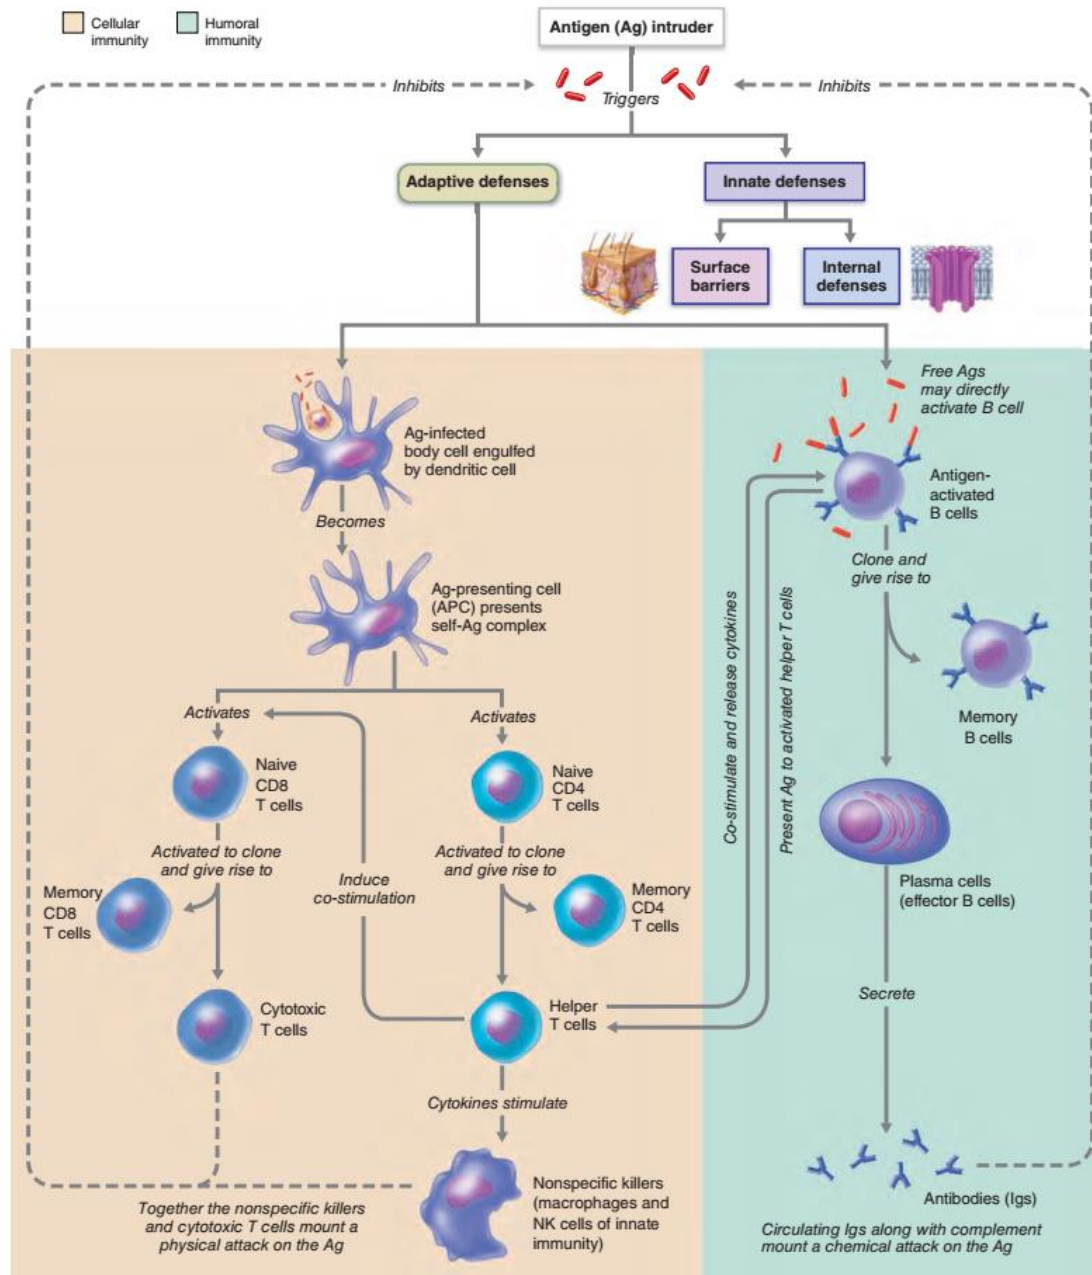 Cellular
immunity
Humoral
immunity
Antigen (Ag) intruder
Inhibits
Triggers
Inhibits
Adaptive defenses
Innate defenses
Surface
barriers
Internal
defenses
Free Ags
may directly
activate B cell
Ag-infected
body cell engulfed
by dendritic cell
Antigen-
activated
B cells
Becomes
Clone and
give rise to
Ag-presenting cell
(APC) presents
self-Ag complex
Co-stimulate and release cytokines
Present Ag to activated helper T cells
Memory
B cells
Activates
Activates
Naive
CD8
T cells
Naive
CD4
T cells
Activated to clone
and give rise to
Activated to clone
and give rise to
Induce
co-stimulation
Memory
CD8
T cells
Memory
CD4
T cells
Plasma cells
(effector B cells)
Secrete
Cytotoxic
T cells
Helper
T cells
Cytokines stimulate
Nonspecific killers
(macrophages and
NK cells of innate
immunity)
Antibodies (Igs)
Together the nonspecific killers
and cytotoxic T cells mount a
physical attack on the Ag
Circulating Igs along with complement
mount a chemical attack on the Ag